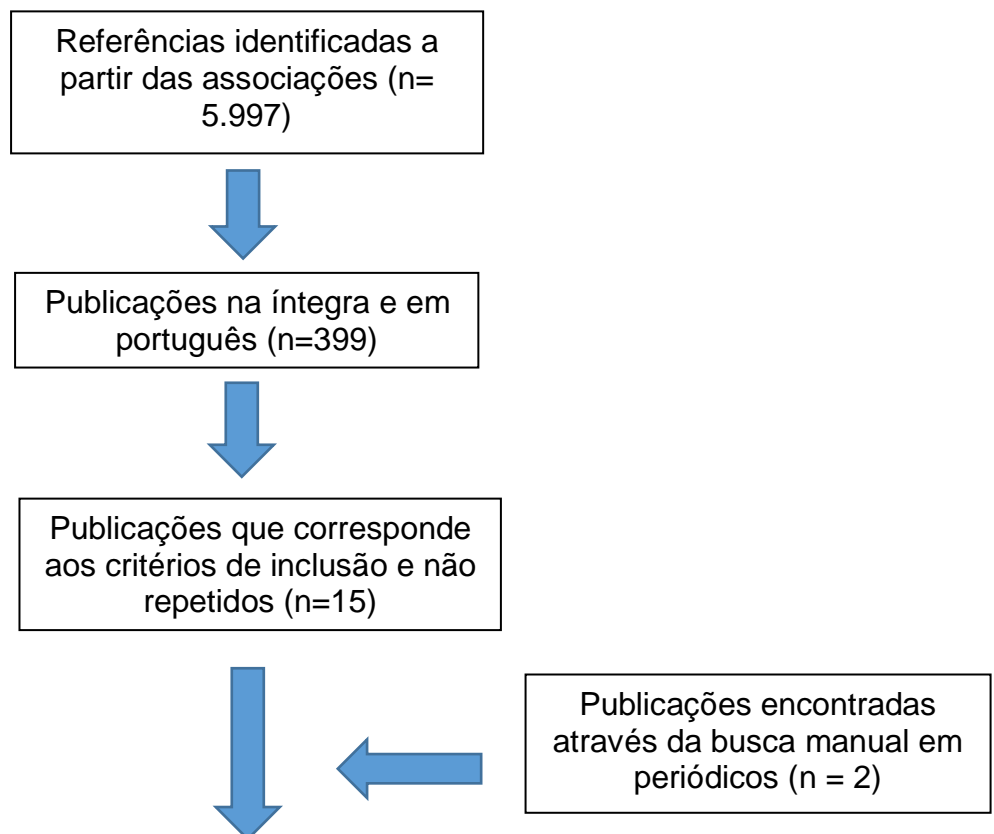 Referências identificadas a
partir das associações (n=
5.997)
Publicações na íntegra e em
português (n=399)
Publicações que corresponde
aos critérios de inclusão e não
repetidos (n=15)
Publicações encontradas
através da busca manual em
periódicos (n = 2)